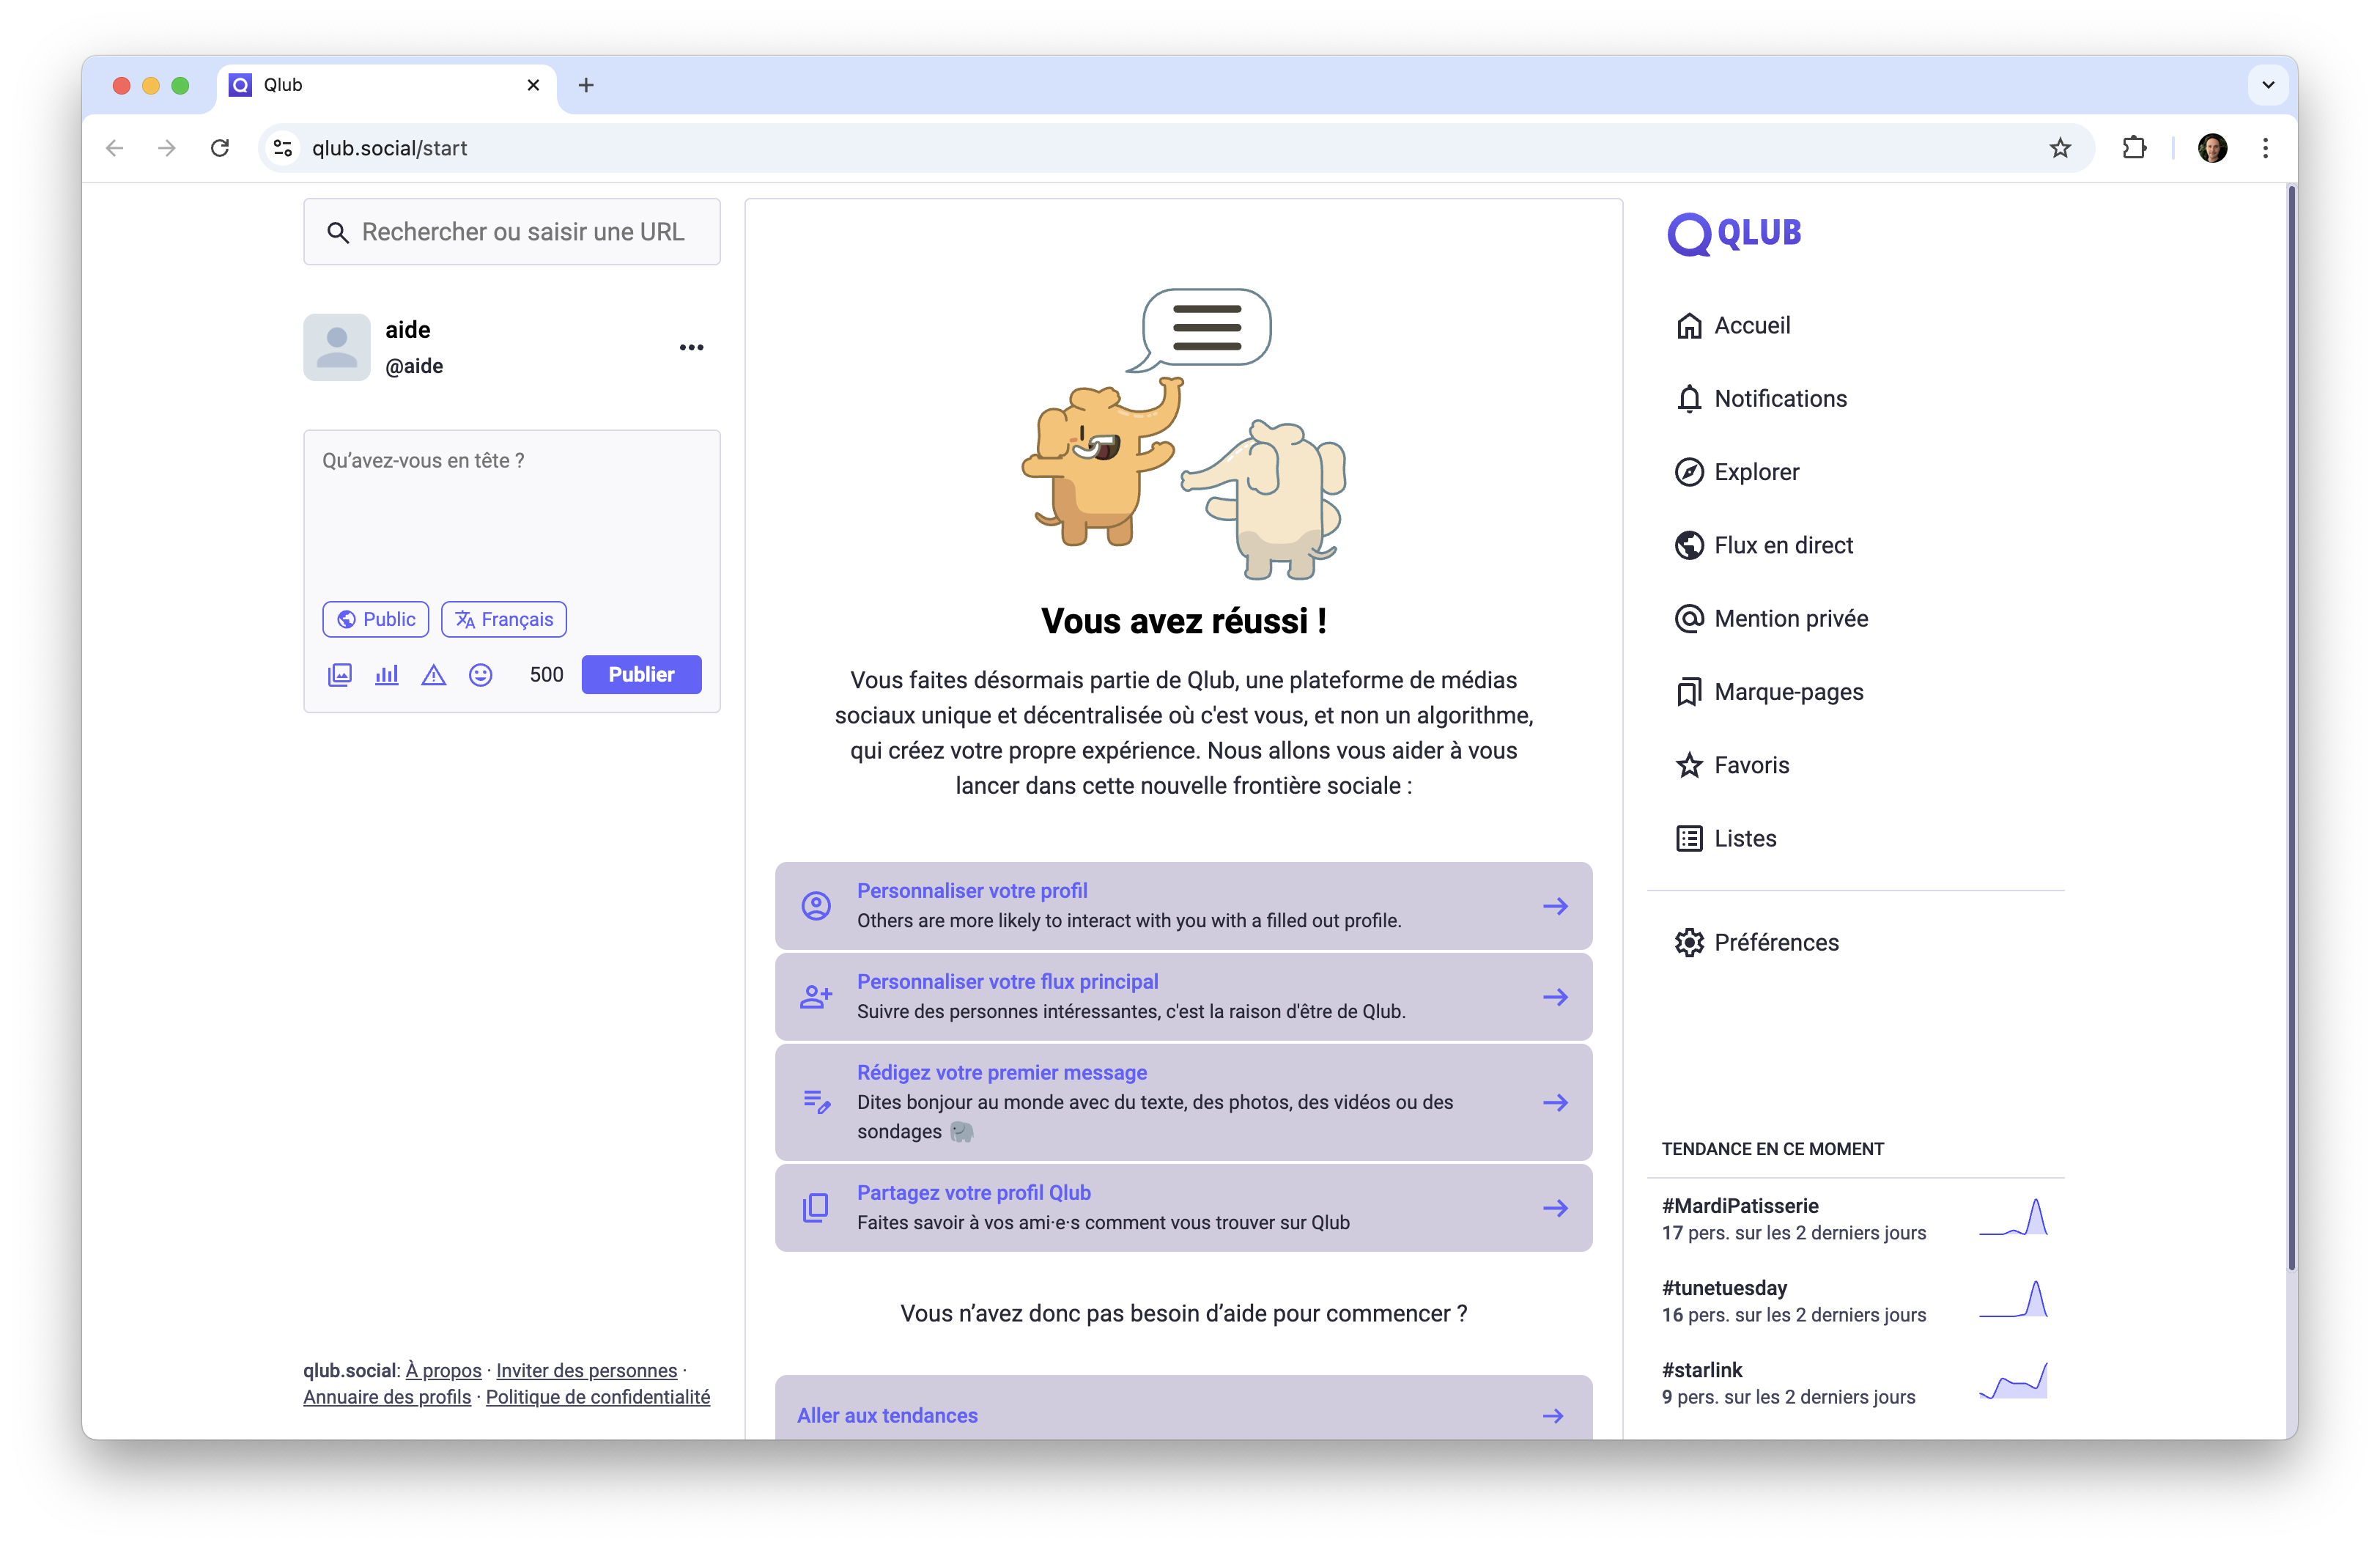 Qlub
qlub.social/start
Rechercher ou saisir une URL
aide
@aide
Qu’avez-vous en tête ?
Public
Français
500
Publier
qlub.social: À propos · Inviter des personnes ·
Annuaire des profils · Politique de confidentialité
Vous avez réussi !
Vous faites désormais partie de Qlub, une plateforme de médias
sociaux unique et décentralisée où c'est vous, et non un algorithme,
qui créez votre propre expérience. Nous allons vous aider à vous
lancer dans cette nouvelle frontière sociale :
Personnaliser votre profil
Others are more likely to interact with you with a filled out profile.
Personnaliser votre flux principal
Suivre des personnes intéressantes, c'est la raison d'être de Qlub.
Rédigez votre premier message
Dites bonjour au monde avec du texte, des photos, des vidéos ou des
sondages 🐘
Partagez votre profil Qlub
Faites savoir à vos ami·e·s comment vous trouver sur Qlub
Vous n’avez donc pas besoin d’aide pour commencer ?
Aller aux tendances
QLUB
Accueil
Notifications
Explorer
Flux en direct
Mention privée
Marque-pages
Favoris
Listes
Préférences
TENDANCE EN CE MOMENT
#MardiPatisserie
17 pers. sur les 2 derniers jours
#tunetuesday
16 pers. sur les 2 derniers jours
#starlink
9 pers. sur les 2 derniers jours